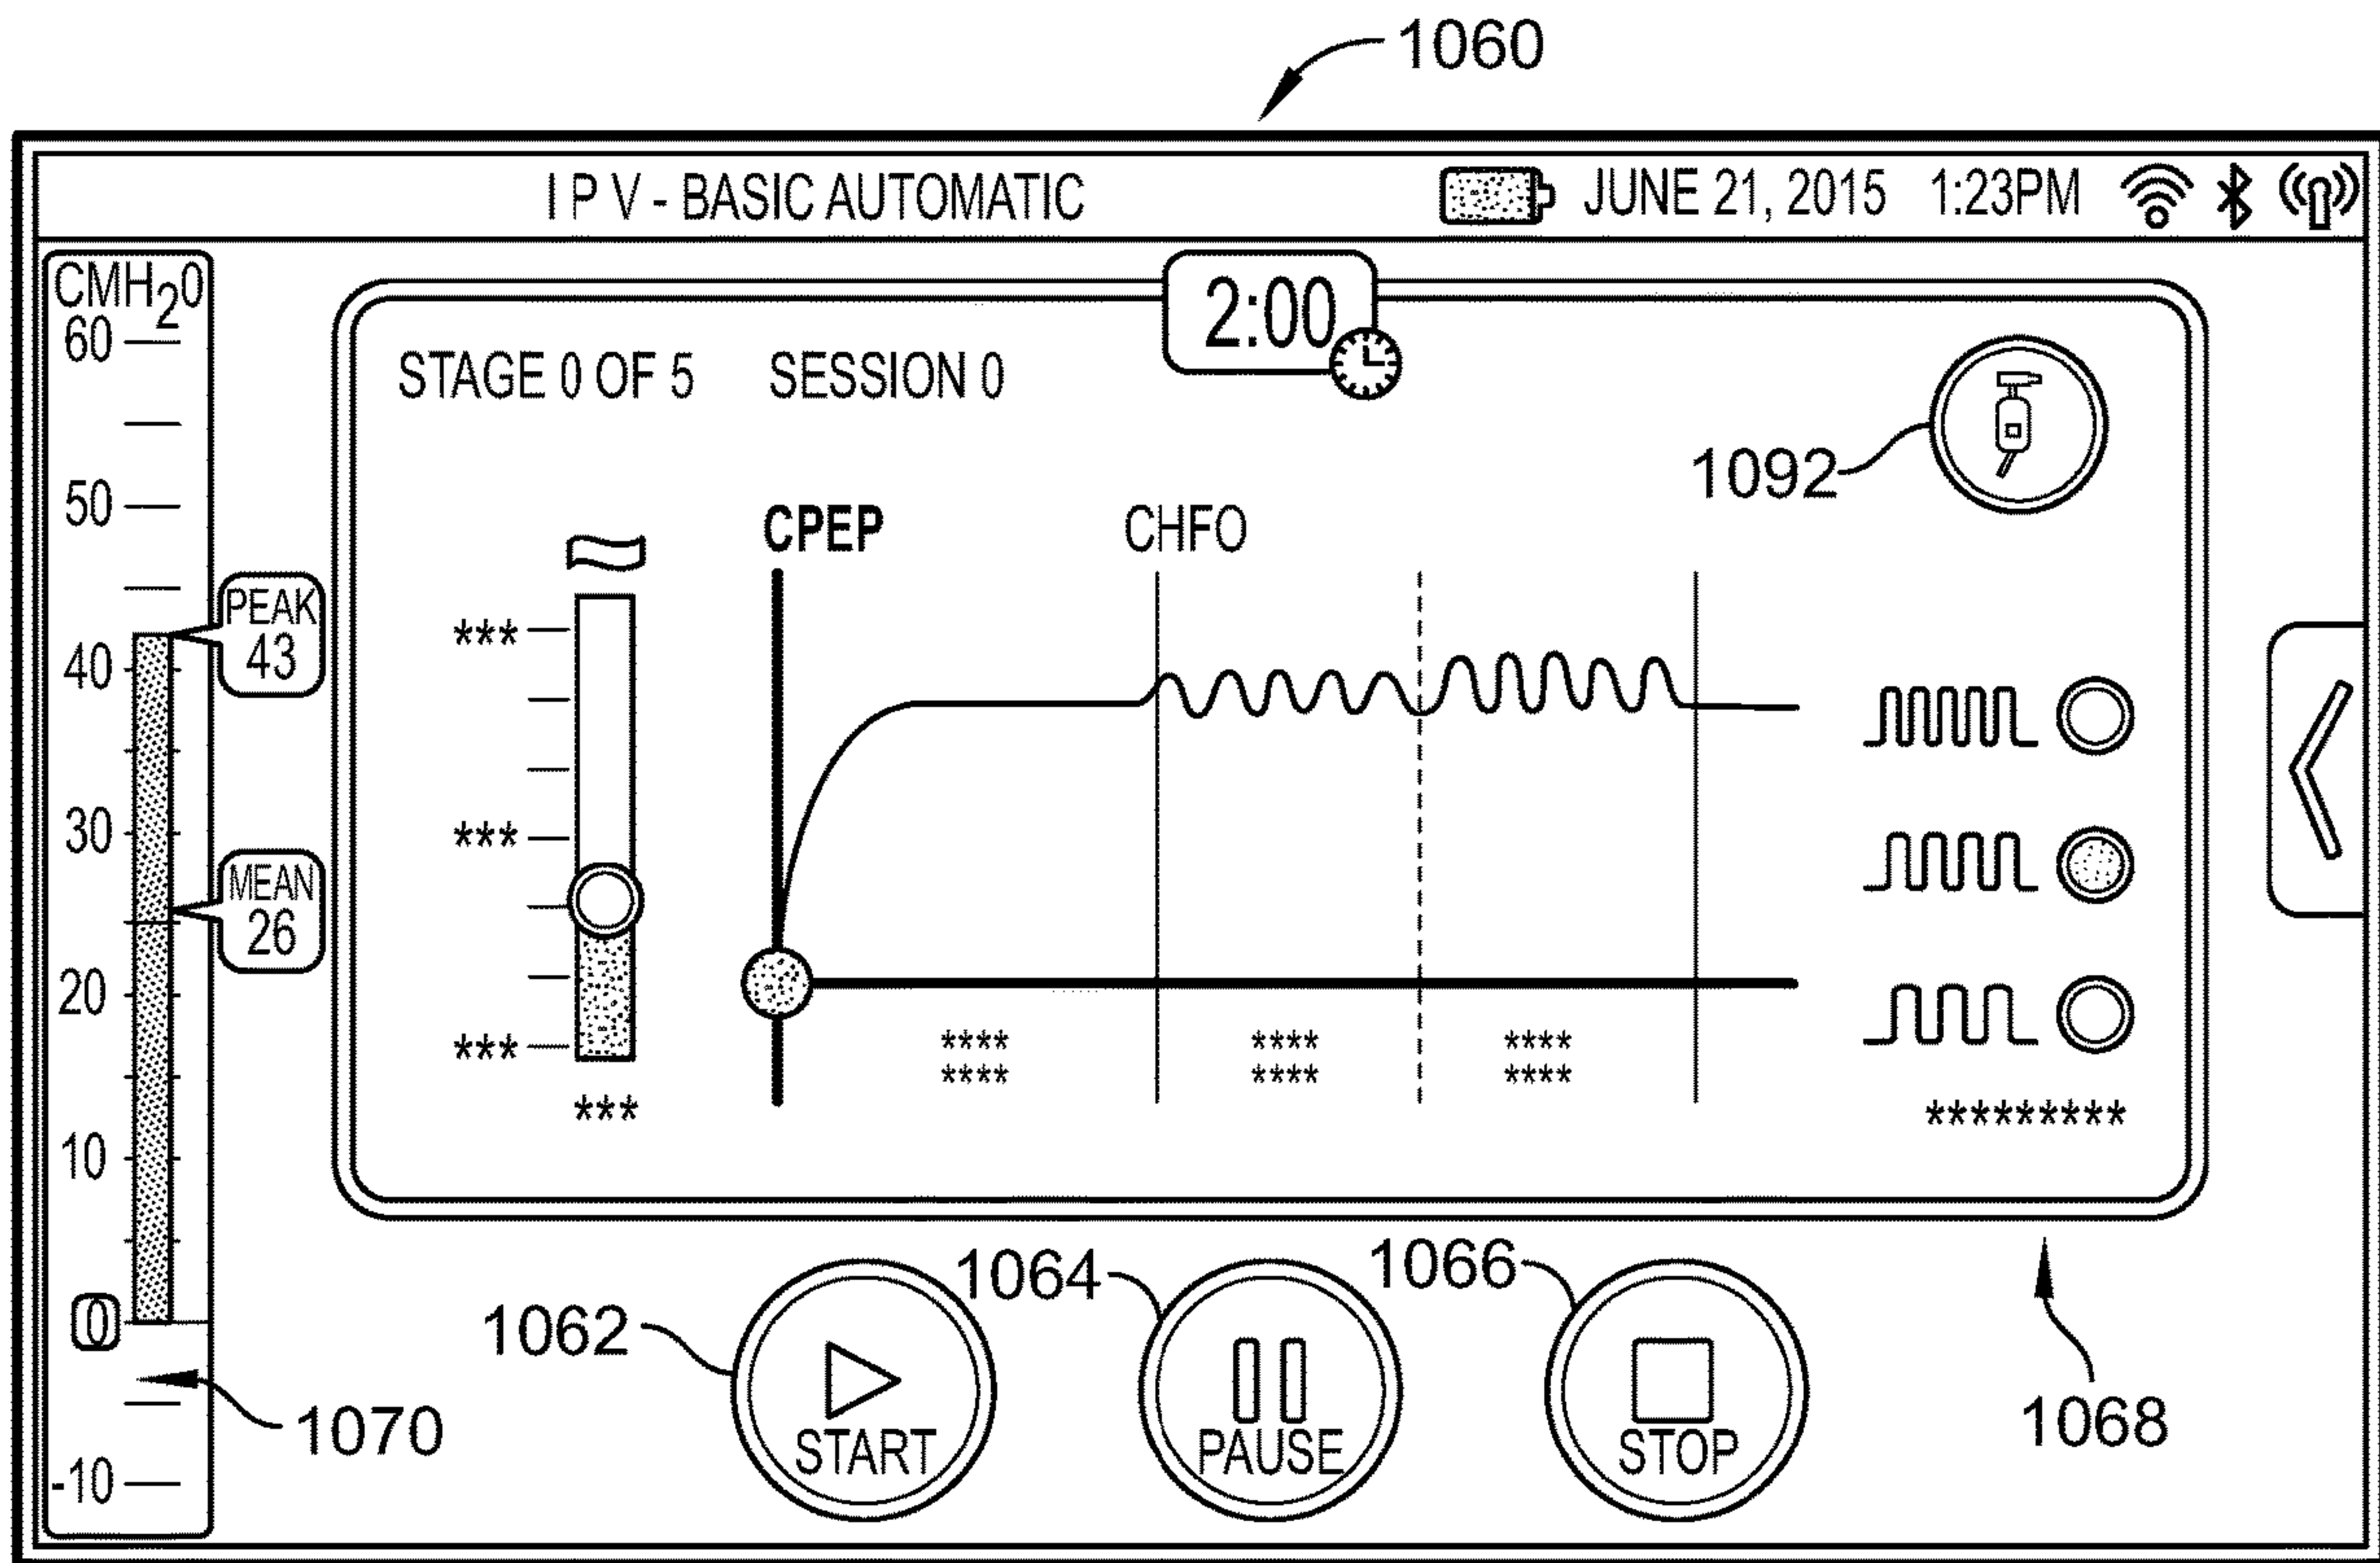 1060
I P V - BASIC AUTOMATIC
JUNE 21, 2015 1:23PM
CMH20
60
50
40
30
20
10
0
-10
PEAK
43
MEAN
26
2:00
STAGE 0 OF 5 SESSION 0
1092
CPEP
CHFO
***
***
***
***
****
****
****
****
****
****
*********
1062
START
1064
PAUSE
1066
STOP
1068
1070